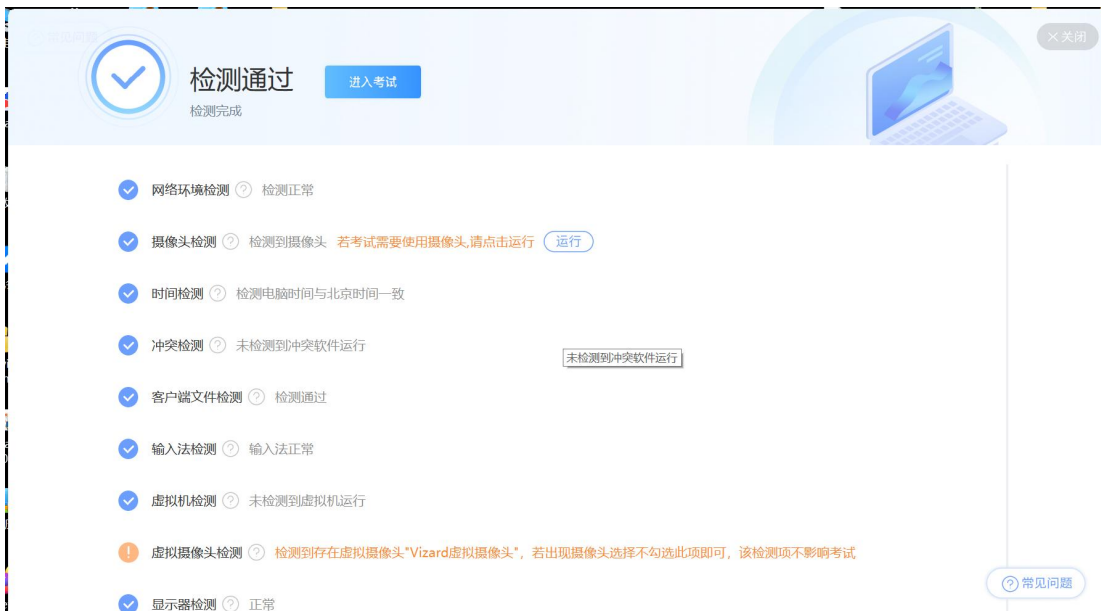 ×关闭
检测通过
进入考试
检测完成
网络环境检测 ? 检测正常
摄像头检测 ? 检测到摄像头 若考试需要使用摄像头,请点击运行 运行
时间检测 ? 检测电脑时间与北京时间一致
冲突检测 ? 未检测到冲突软件运行
未检测到冲突软件运行
客户端文件检测 ? 检测通过
输入法检测 ? 输入法正常
虚拟机检测 ? 未检测到虚拟机运行
虚拟摄像头检测 ? 检测到存在虚拟摄像头"Vizard虚拟摄像头"，若出现摄像头选择不勾选此项即可，该检测项不影响考试
? 常见问题
显示器检测 ? 正常